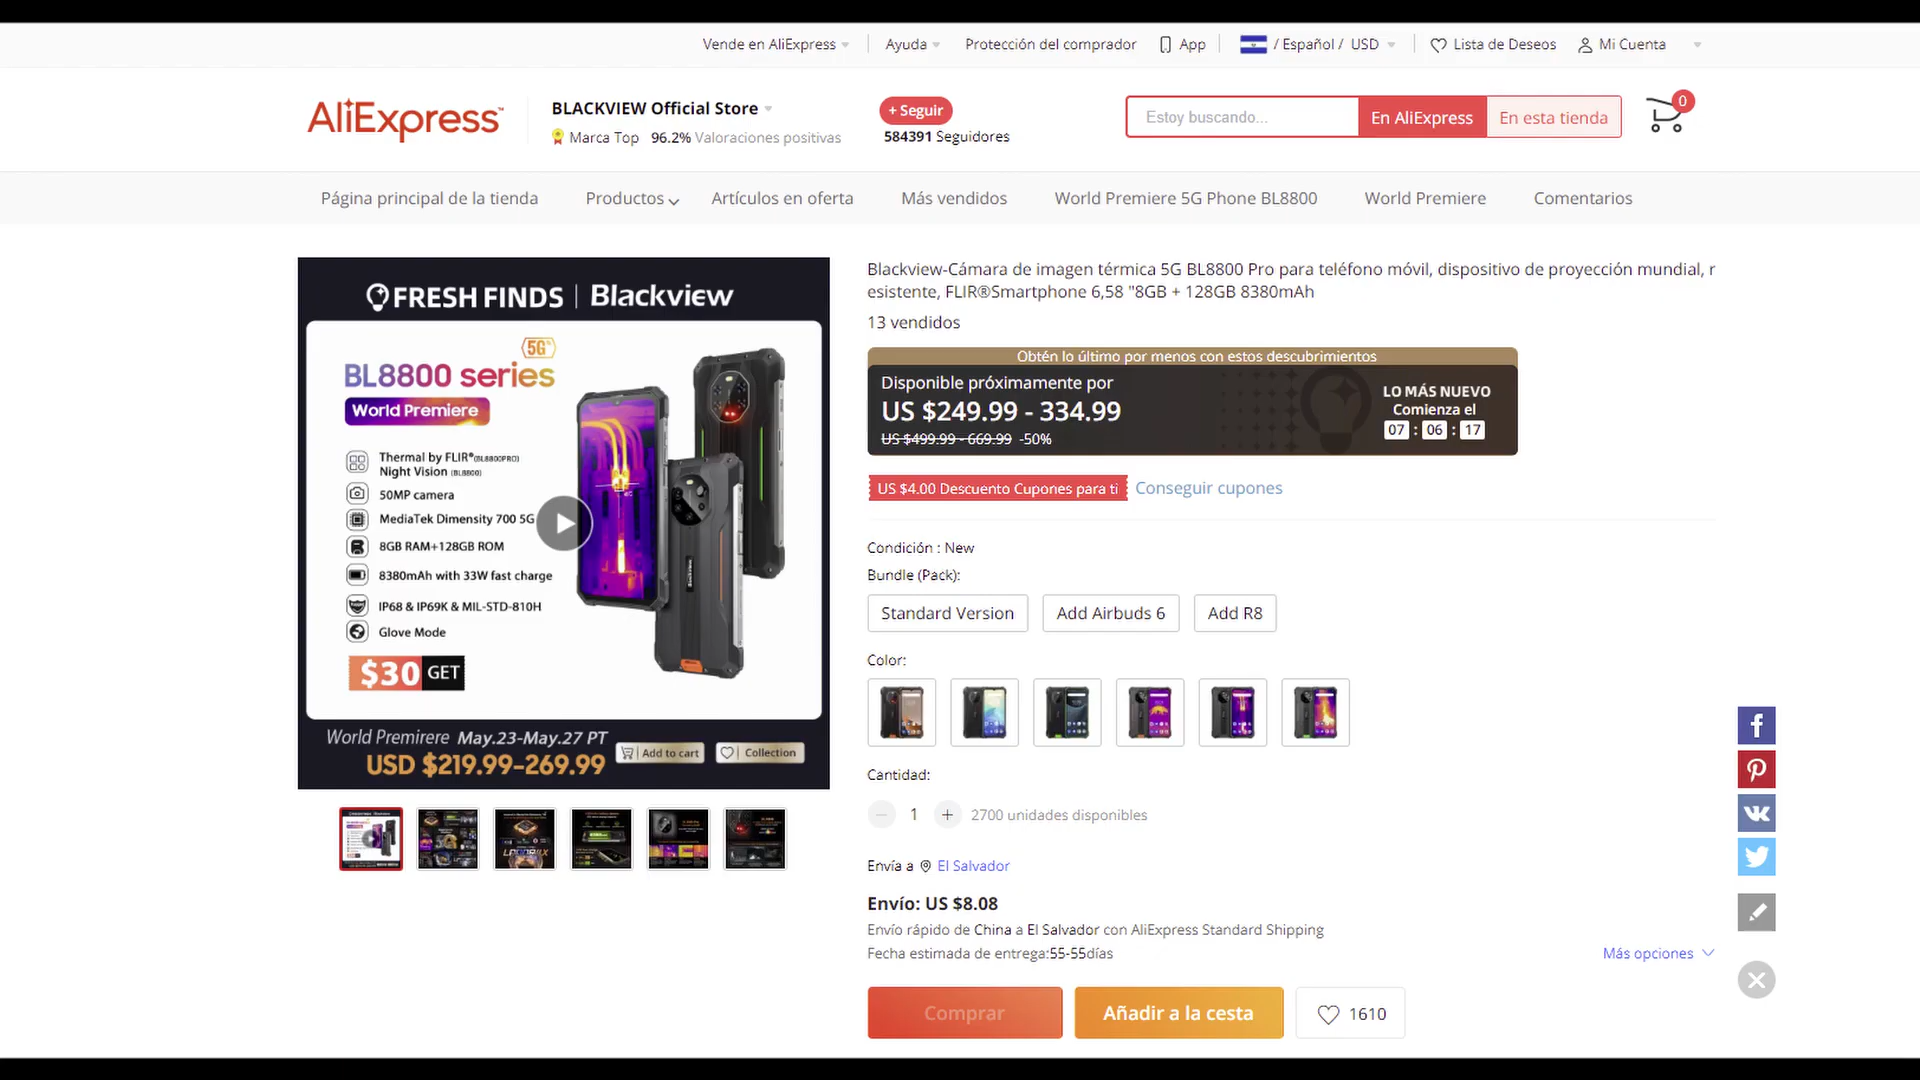 Vende en AliExpress
Ayuda
Protección del comprador
App
/ Español / USD
Lista de Deseos
Mi Cuenta
AliExpress™
BLACKVIEW Official Store
Marca Top 96.2% Valoraciones positivas
+ Seguir
584391 Seguidores
Estoy buscando...
En AliExpress
En esta tienda
0
Página principal de la tienda
Productos
Artículos en oferta
Más vendidos
World Premiere 5G Phone BL8800
World Premiere
Comentarios
FRESH FINDS | Blackview
5G
BL8800 series
World Premiere
Thermal by FLIR®(BL8800PRO)
Night Vision (BL8800)
50MP camera
MediaTek Dimensity 700 5G
8GB RAM+128GB ROM
8380mAh with 33W fast charge
IP68 & IP69K & MIL-STD-810H
Glove Mode
$30 GET
World Premirere May.23-May.27 PT
USD $219.99-269.99
Add to cart
Collection
Blackview-Cámara de imagen térmica 5G BL8800 Pro para teléfono móvil, dispositivo de proyección mundial, r
esistente, FLIR®Smartphone 6,58 "8GB + 128GB 8380mAh
13 vendidos
Obtén lo último por menos con estos descubrimientos
Disponible próximamente por
US $249.99 - 334.99
US $499.99 - 669.99 -50%
LO MÁS NUEVO
Comienza el
07 : 06 : 17
US $4.00 Descuento Cupones para ti
Conseguir cupones
Condición : New
Bundle (Pack):
Standard Version
Add Airbuds 6
Add R8
Color:
Cantidad:
1
2700 unidades disponibles
Envía a El Salvador
Envío: US $8.08
Envío rápido de China a El Salvador con AliExpress Standard Shipping
Fecha estimada de entrega:55-55días
Más opciones
Comprar
Añadir a la cesta
1610